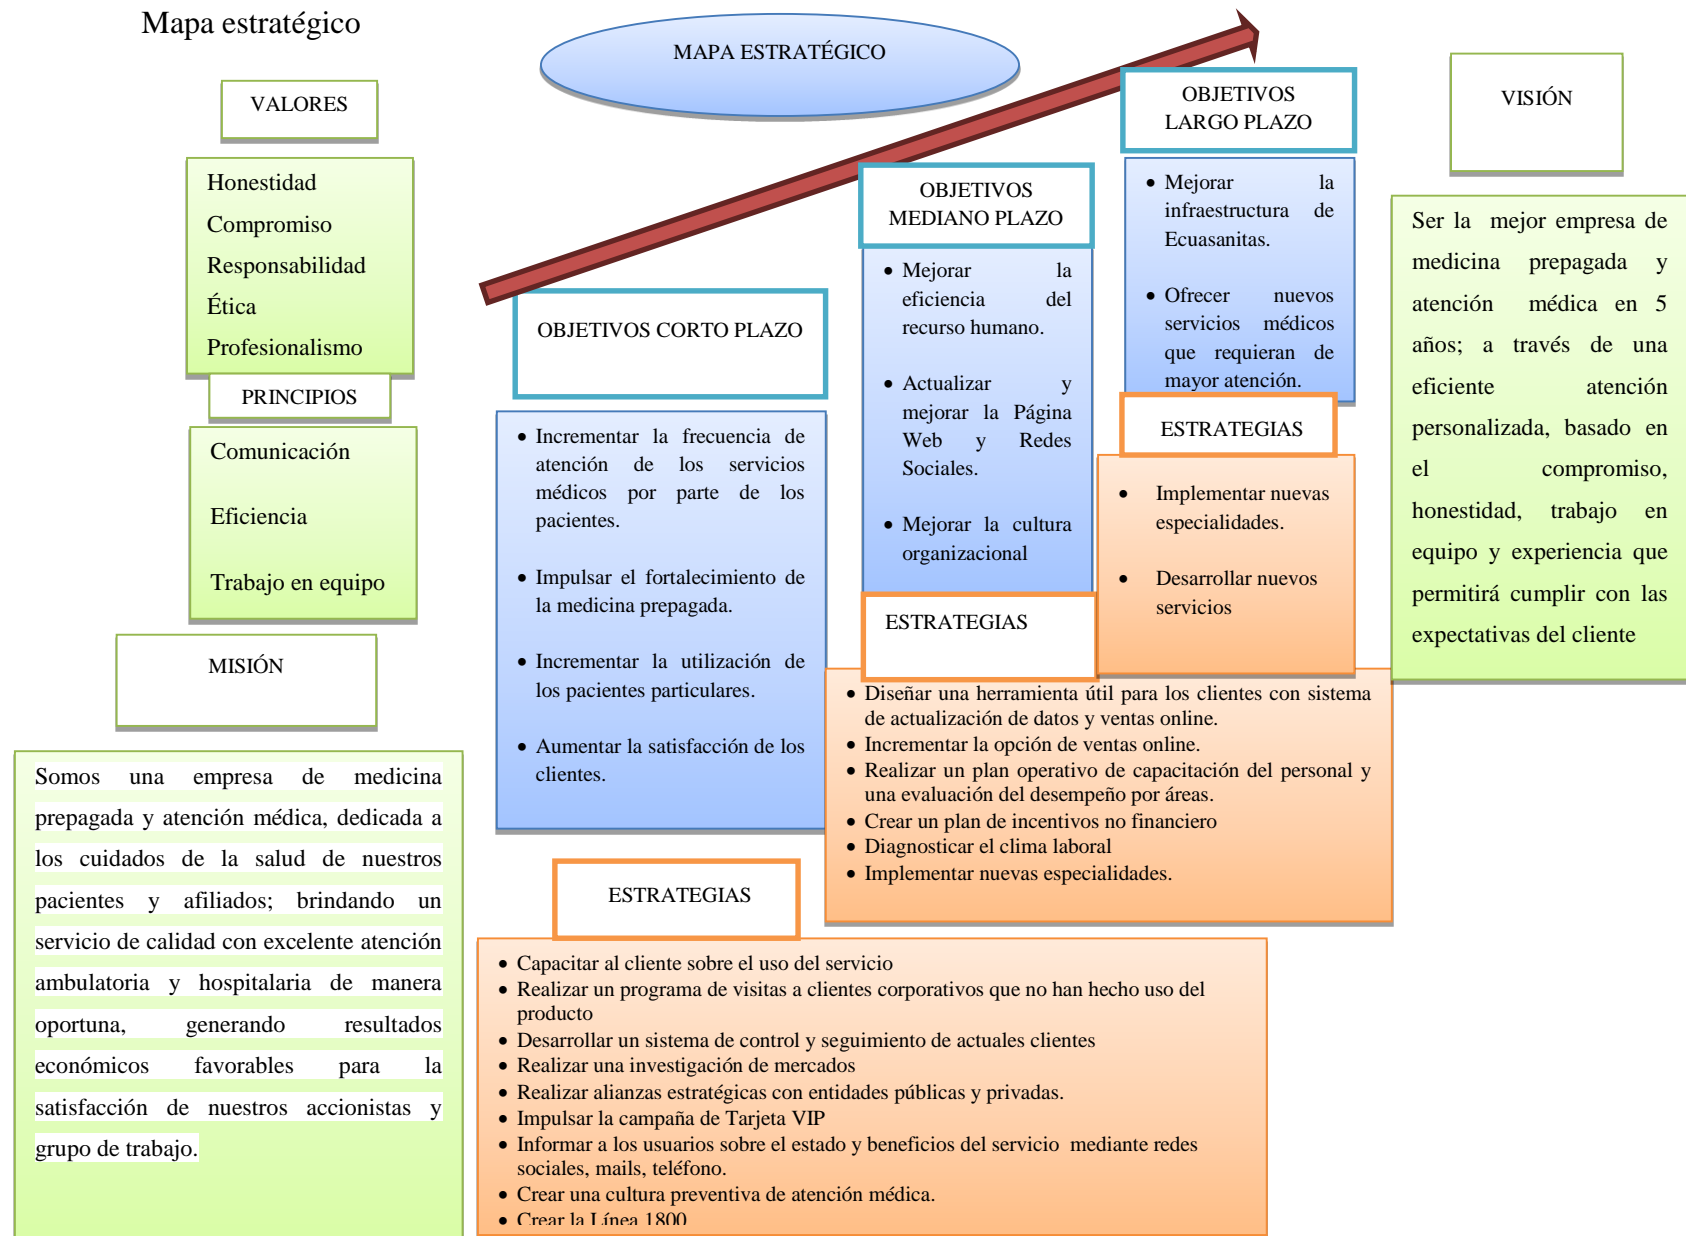 Mapa estratégico
MAPA ESTRATÉGICO
VALORES
Honestidad
Compromiso
Responsabilidad
Ética
Profesionalismo
PRINCIPIOS
Comunicación
Eficiencia
Trabajo en equipo
MISIÓN
Somos una empresa de medicina
prepagada y atención médica, dedicada a
los cuidados de la salud de nuestros
pacientes y afiliados; brindando un
servicio de calidad con excelente atención
ambulatoria y hospitalaria de manera
oportuna, generando resultados
económicos favorables para la
satisfacción de nuestros accionistas y
grupo de trabajo.
OBJETIVOS CORTO PLAZO
• Incrementar la frecuencia de
atención de los servicios
médicos por parte de los
pacientes.
• Impulsar el fortalecimiento de
la medicina prepagada.
• Incrementar la utilización de
los pacientes particulares.
• Aumentar la satisfacción de los
clientes.
ESTRATEGIAS
• Capacitar al cliente sobre el uso del servicio
• Realizar un programa de visitas a clientes corporativos que no han hecho uso del
producto
• Desarrollar un sistema de control y seguimiento de actuales clientes
• Realizar una investigación de mercados
• Realizar alianzas estratégicas con entidades públicas y privadas.
• Impulsar la campaña de Tarjeta VIP
• Informar a los usuarios sobre el estado y beneficios del servicio mediante redes
sociales, mails, teléfono.
• Crear una cultura preventiva de atención médica.
• Crear la Línea 1800
OBJETIVOS
MEDIANO PLAZO
• Mejorar la
eficiencia del
recurso humano.
• Actualizar y
mejorar la Página
Web y Redes
Sociales.
• Mejorar la cultura
organizacional
ESTRATEGIAS
• Diseñar una herramienta útil para los clientes con sistema
de actualización de datos y ventas online.
• Incrementar la opción de ventas online.
• Realizar un plan operativo de capacitación del personal y
una evaluación del desempeño por áreas.
• Crear un plan de incentivos no financiero
• Diagnosticar el clima laboral
• Implementar nuevas especialidades.
OBJETIVOS
LARGO PLAZO
• Mejorar la
infraestructura de
Ecuasanitas.
• Ofrecer nuevos
servicios médicos
que requieran de
mayor atención.
ESTRATEGIAS
• Implementar nuevas
especialidades.
• Desarrollar nuevos
servicios
VISIÓN
Ser la mejor empresa de
medicina prepagada y
atención médica en 5
años; a través de una
eficiente atención
personalizada, basado en
el compromiso,
honestidad, trabajo en
equipo y experiencia que
permitirá cumplir con las
expectativas del cliente